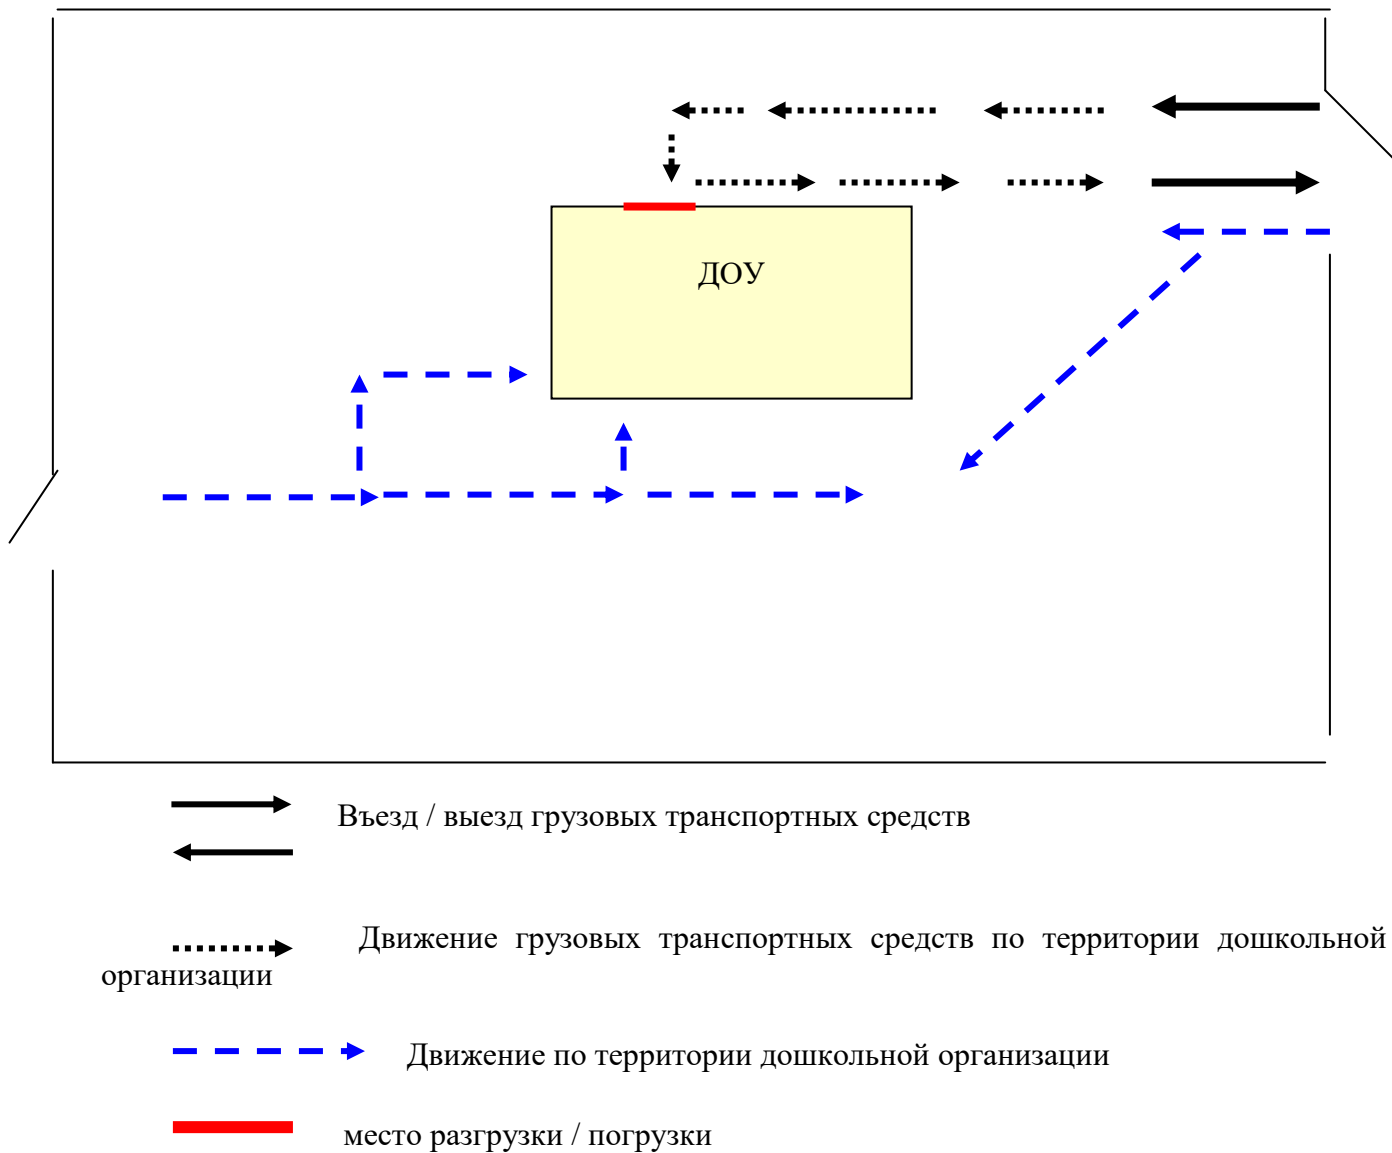 ДОУ
Въезд / выезд грузовых транспортных средств
Движение грузовых транспортных средств по территории дошкольной
организации
Движение по территории дошкольной организации
место разгрузки / погрузки